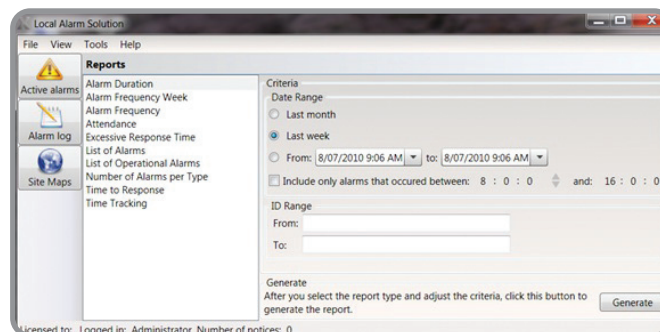 Local Alarm Solution
File View Tools Help
Reports
Active alarms
Alarm log
Site Maps
Alarm Duration
Alarm Frequency Week
Alarm Frequency
Attendance
Excessive Response Time
List of Alarms
List of Operational Alarms
Number of Alarms per Type
Time to Response
Time Tracking
Criteria
Date Range
Last month
Last week
From: 8/07/2010 9:06 AM to: 8/07/2010 9:06 AM
Include only alarms that occured between: 8 : 0 : 0 and: 16 : 0 : 0
ID Range
From:
To:
Generate
After you select the report type and adjust the criteria, click this button to
generate the report.
Generate
Licensed to: Logged in: Administrator Number of notices: 0